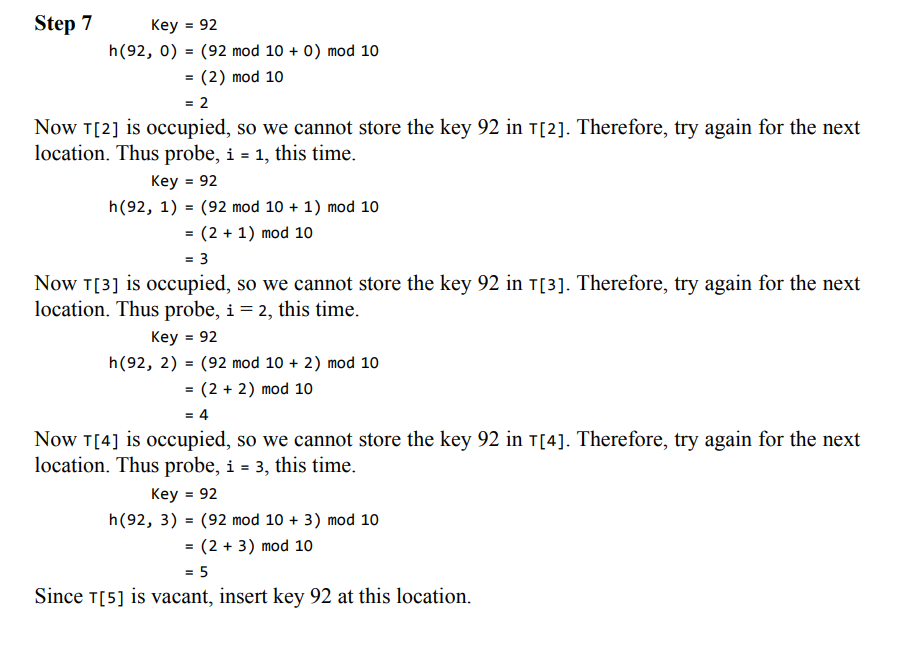 Step 7 Key = 92
h(92, 0) = (92 mod 10 + 0) mod 10
= (2) mod 10
= 2
Now T[2] is occupied, so we cannot store the key 92 in T[2]. Therefore, try again for the next
location. Thus probe, i = 1, this time.
Key = 92
h(92, 1) = (92 mod 10 + 1) mod 10
= (2 + 1) mod 10
= 3
Now T[3] is occupied, so we cannot store the key 92 in T[3]. Therefore, try again for the next
location. Thus probe, i = 2, this time.
Key = 92
h(92, 2) = (92 mod 10 + 2) mod 10
= (2 + 2) mod 10
= 4
Now T[4] is occupied, so we cannot store the key 92 in T[4]. Therefore, try again for the next
location. Thus probe, i = 3, this time.
Key = 92
h(92, 3) = (92 mod 10 + 3) mod 10
= (2 + 3) mod 10
= 5
Since T[5] is vacant, insert key 92 at this location.